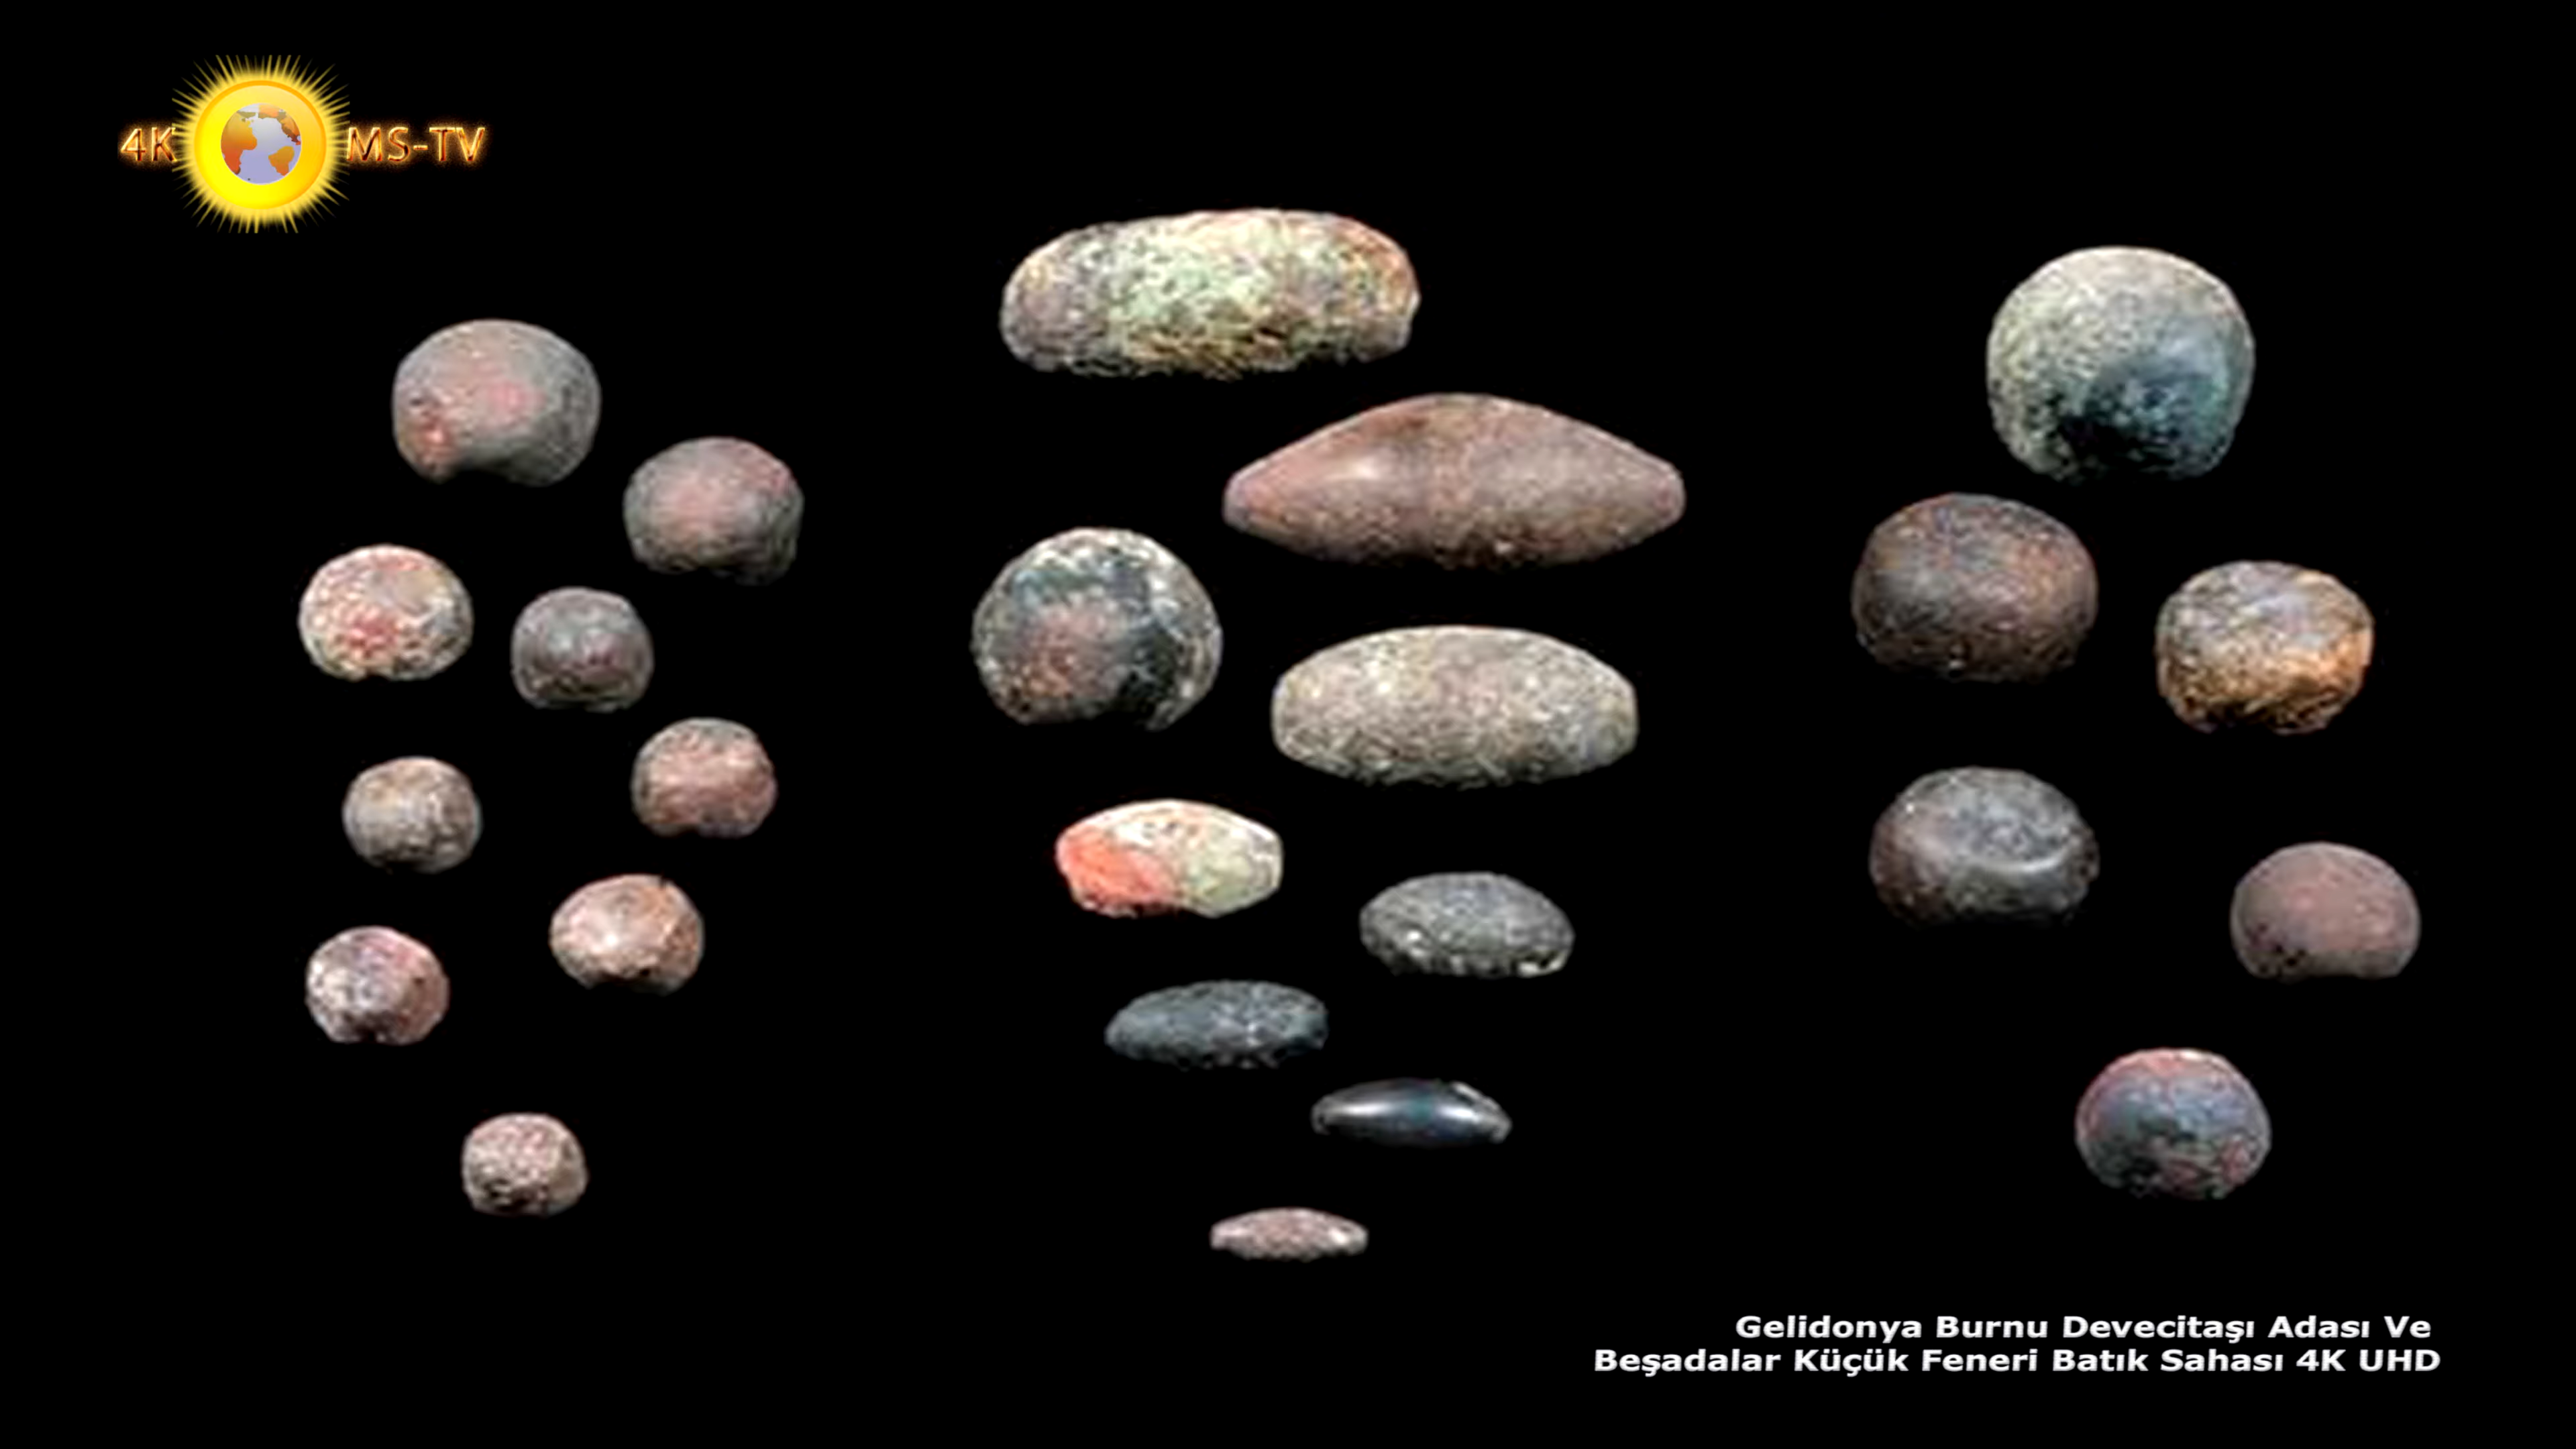 4K MS-TV
Gelidonya Burnu Devecitaşı Adası Ve
Beşadalar Küçük Feneri Batık Sahası 4K UHD